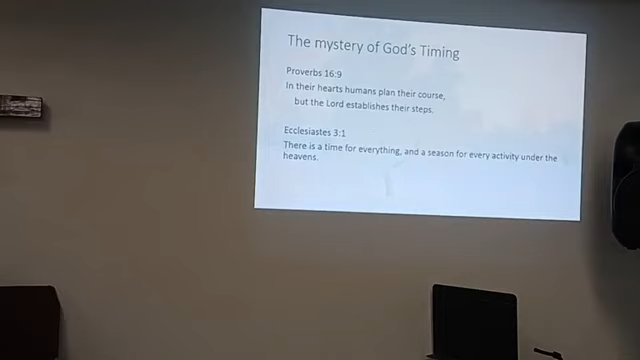 The mystery of God's Timing
Proverbs 16:9
In their hearts humans plan their course,
but the Lord establishes their steps.
Ecclesiastes 3:1
There is a time for everything, and a season for every activity under the
heavens.